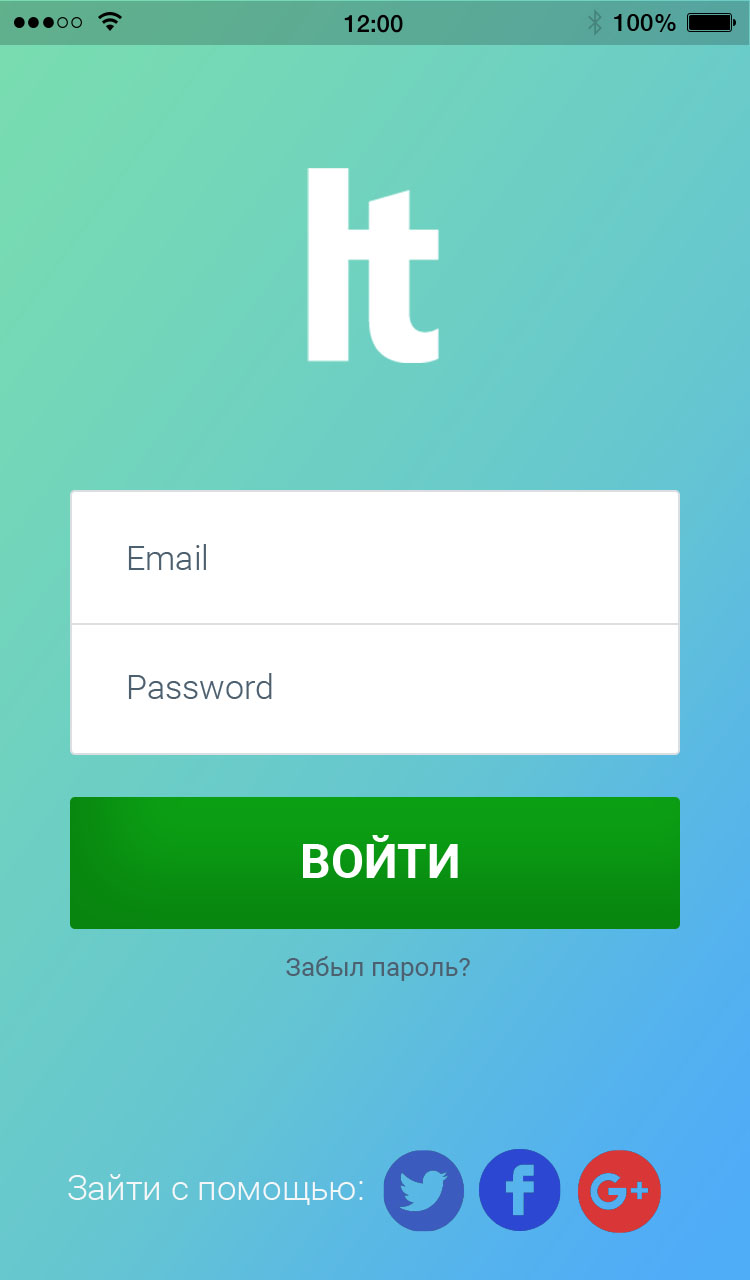 12:00 100%
lt
Email
Password
ВОЙТИ
Забыл пароль?
Зайти с помощью: f G+